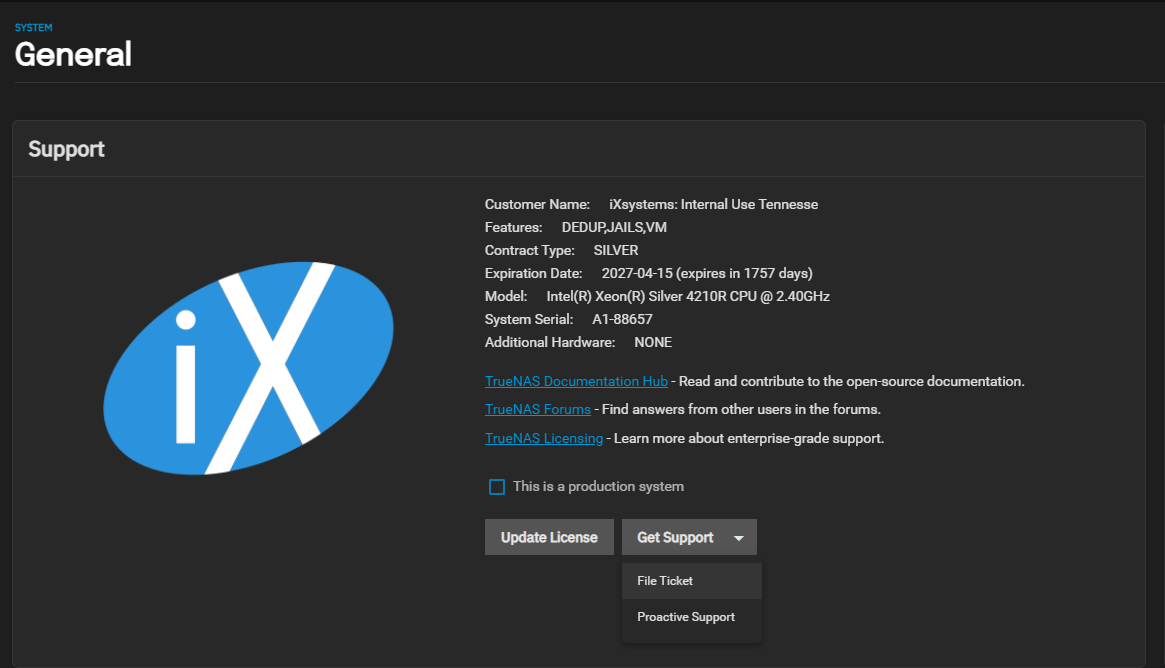 SYSTEM
General
Support
iX
Customer Name: iXsystems: Internal Use Tennesse
Features: DEDUP,JAILS,VM
Contract Type: SILVER
Expiration Date: 2027-04-15 (expires in 1757 days)
Model: Intel(R) Xeon(R) Silver 4210R CPU @ 2.40GHz
System Serial: A1-88657
Additional Hardware: NONE
TrueNAS Documentation Hub - Read and contribute to the open-source documentation.
TrueNAS Forums - Find answers from other users in the forums.
TrueNAS Licensing - Learn more about enterprise-grade support.
This is a production system
Update License Get Support
File Ticket
Proactive Support